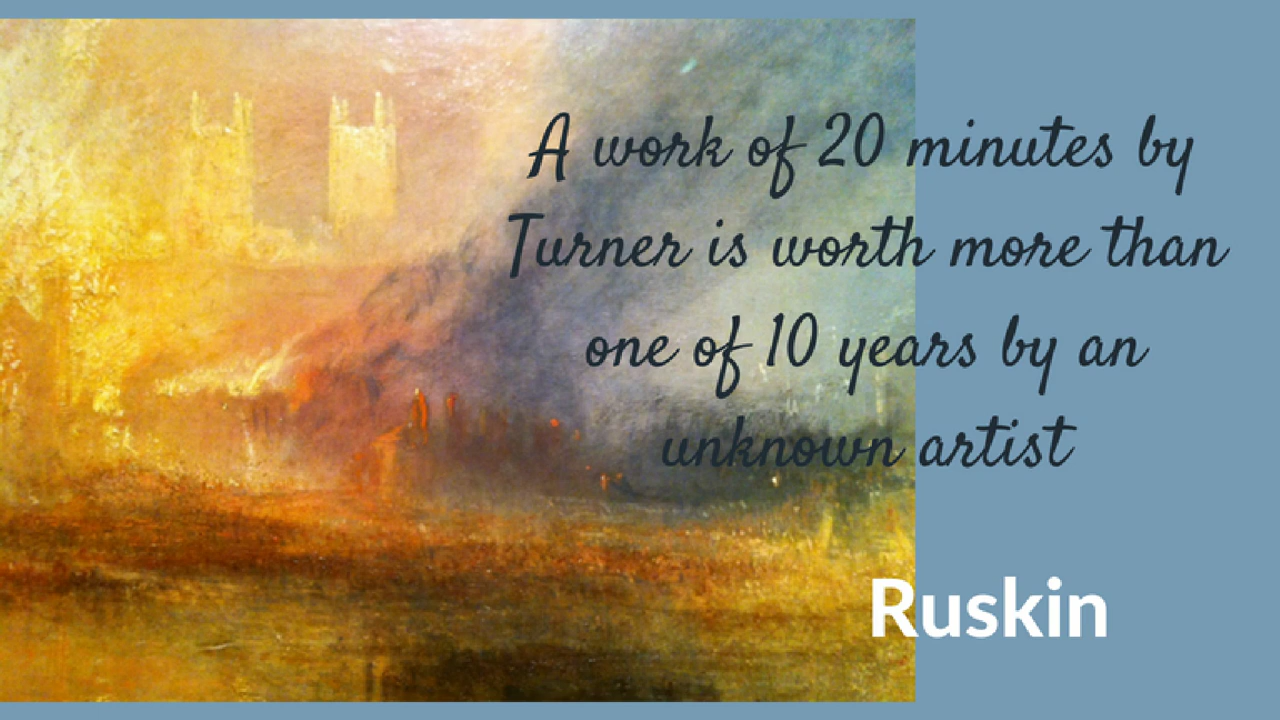 A work of 20 minutes by
Turner is worth more than
one of 10 years by an
unknown artist
Ruskin